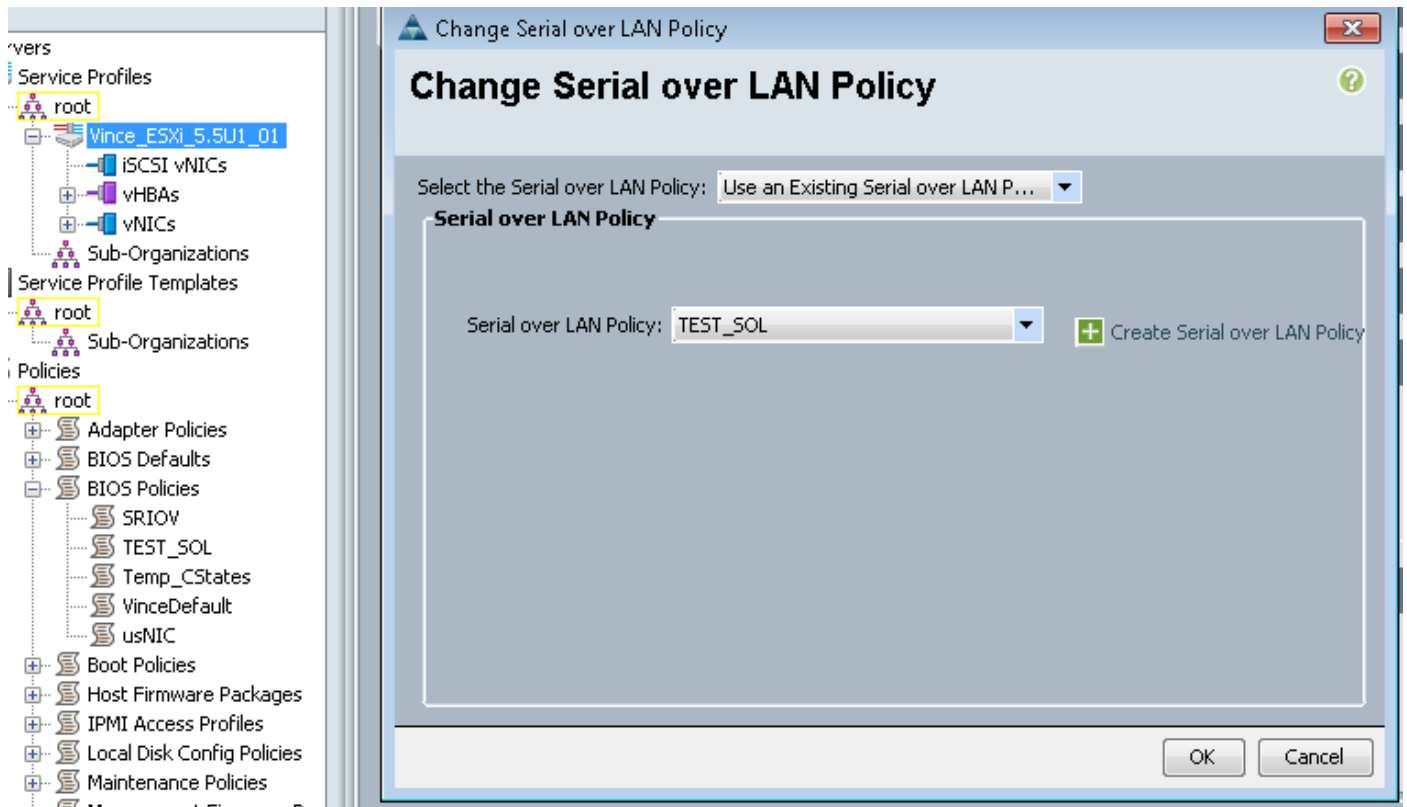 rvers
Service Profiles
root
Vince_ESXi_5.5U1_01
iSCSI vNICs
vHBAs
vNICs
Sub-Organizations
Service Profile Templates
root
Sub-Organizations
Policies
root
Adapter Policies
BIOS Defaults
BIOS Policies
SRIOV
TEST_SOL
Temp_CStates
VinceDefault
usNIC
Boot Policies
Host Firmware Packages
IPMI Access Profiles
Local Disk Config Policies
Maintenance Policies
Change Serial over LAN Policy
Change Serial over LAN Policy
?
Select the Serial over LAN Policy: Use an Existing Serial over LAN P...
Serial over LAN Policy
Serial over LAN Policy: TEST_SOL
Create Serial over LAN Policy
OK Cancel